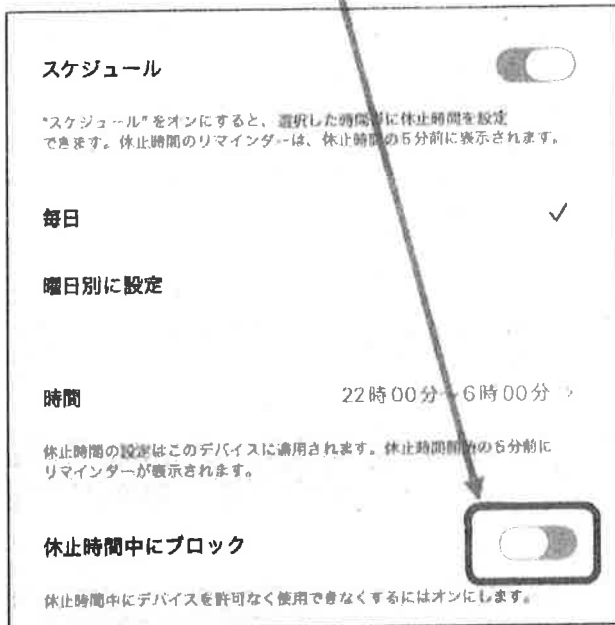 スケジュール
"スケジュール"をオンにすると、選択した時間帯に休止時間を設定
できます。休止時間のリマインダーは、休止時間の5分前に表示されます。
毎日
曜日別に設定
時間
22時00分~6時00分
休止時間の設定はこのデバイスに適用されます。休止時間開始の5分前に
リマインダーが表示されます。
休止時間中にブロック
休止時間中にデバイスを許可なく使用できなくするにはオンにします。